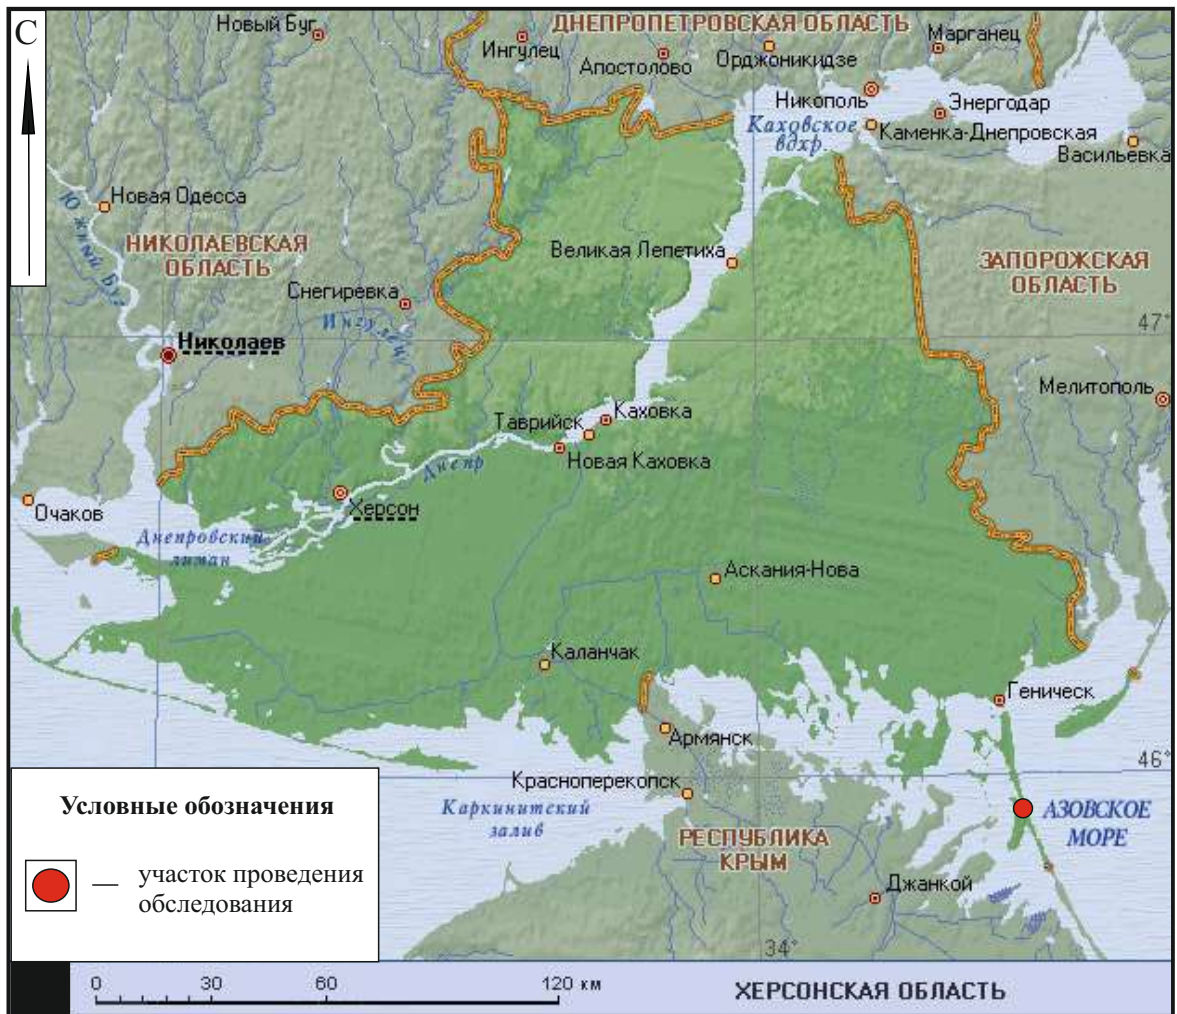 С
Новый Буг
ДНЕПРОПЕТРОВСКАЯ ОБЛАСТЬ
Ингулец
Апостолово
Орджоникидзе
Марганец
Никополь
Энергодар
Каховское
вдхр.
Каменка-Днепровская
Васильевка
Новая Одесса
Южный Буг
НИКОЛАЕВСКАЯ
ОБЛАСТЬ
Великая Лепетиха
ЗАПОРОЖСКАЯ
ОБЛАСТЬ
Снегиревка
Ингулец
47°
Николаев
Мелитополь
Каховка
Таврийск
Новая Каховка
Днепр
Херсон
Очаков
Днепровский
лиман
Аскания-Нова
Каланчак
Геническ
Армянск
46°
Красноперекопск
Каркинитский
залив
АЗОВСКОЕ
МОРЕ
РЕСПУБЛИКА
КРЫМ
Джанкой
34°
Условные обозначения
— участок проведения
обследования
0 30 60 120 км
ХЕРСОНСКАЯ ОБЛАСТЬ